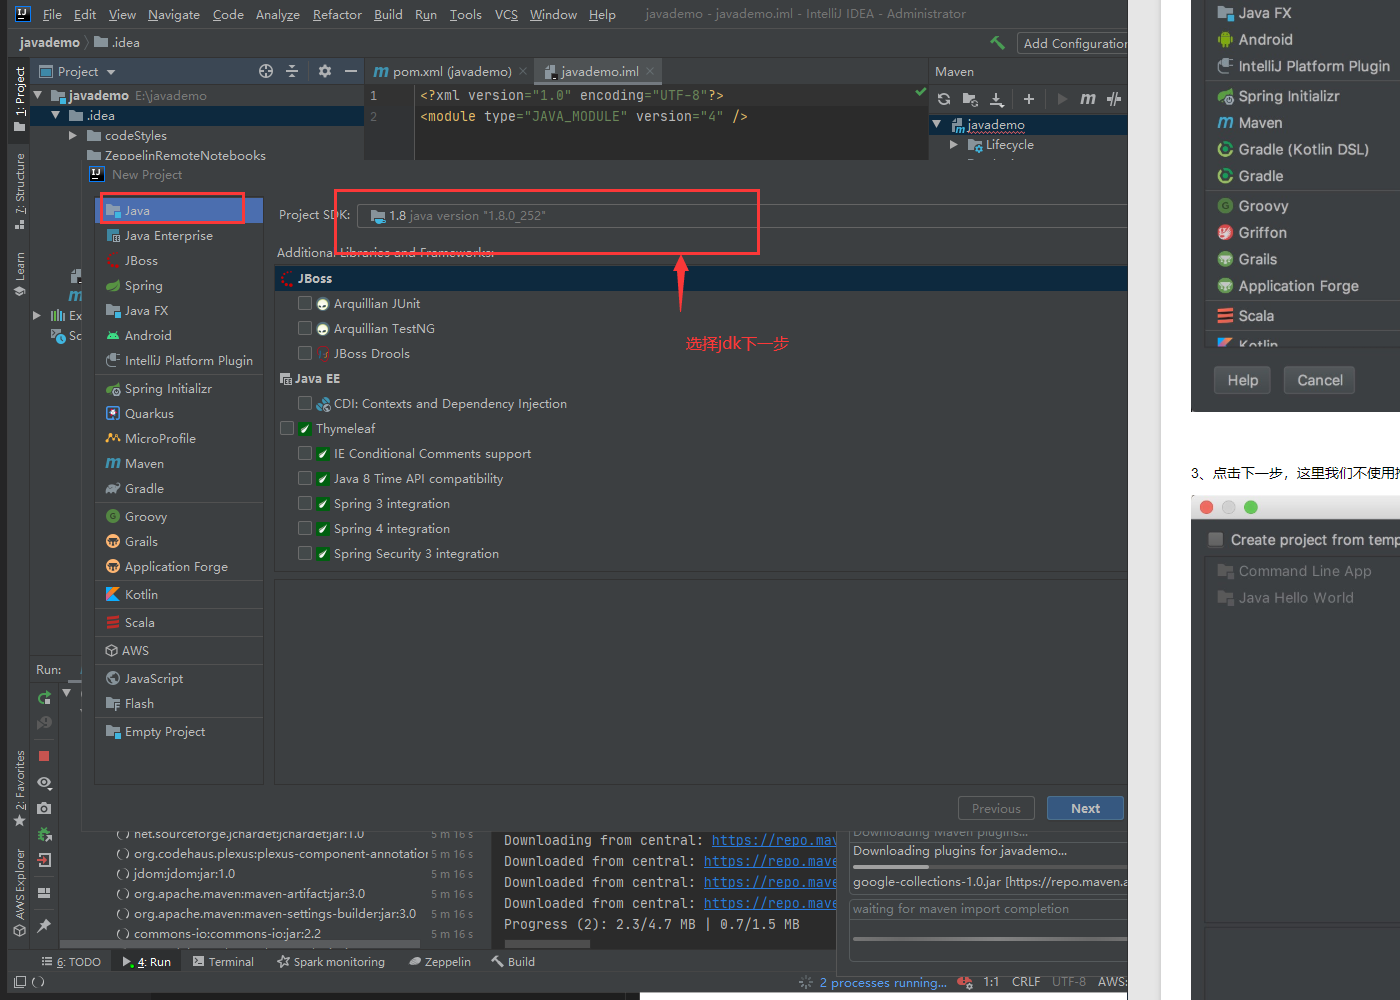 File Edit View Navigate Code Analyze Refactor Build Run Tools VCS Window Help javademo - javademo.iml - IntelliJ IDEA - Administrator
javademo .idea Add Configuration
Project pom.xml (javademo) javademo.iml Maven
1: Project
7: Structure
Learn
2: Favorites
AWS Explorer
javademo E:\javademo
.idea
codeStyles
ZeppelinRemoteNotebooks
Ex
Sc
1 <?xml version="1.0" encoding="UTF-8"?>
2 <module type="JAVA_MODULE" version="4" />
javademo
Lifecycle
New Project
Java
Java Enterprise
JBoss
Spring
Java FX
Android
IntelliJ Platform Plugin
Spring Initializr
Quarkus
MicroProfile
Maven
Gradle
Groovy
Grails
Application Forge
Kotlin
Scala
AWS
JavaScript
Flash
Empty Project
Project SDK: 1.8 java version "1.8.0_252"
Additional Libraries and Frameworks:
JBoss
Arquillian JUnit
Arquillian TestNG
JBoss Drools
Java EE
CDI: Contexts and Dependency Injection
Thymeleaf
IE Conditional Comments support
Java 8 Time API compatibility
Spring 3 integration
Spring 4 integration
Spring Security 3 integration
选择jdk下一步
Previous Next
Run:
net.sourceforge.jchardet:jchardet:jar:1.0 5 m 16 s
org.codehaus.plexus:plexus-component-annotation 5 m 16 s
jdom:jdom:jar:1.0 5 m 16 s
org.apache.maven:maven-artifact:jar:3.0 5 m 16 s
org.apache.maven:maven-settings-builder:jar:3.0 5 m 16 s
commons-io:commons-io:jar:2.2 5 m 16 s
Downloading from central: https://repo.mav
Downloaded from central: https://repo.mave
Downloaded from central: https://repo.mave
Downloaded from central: https://repo.mave
Progress (2): 2.3/4.7 MB | 0.7/1.5 MB
Downloading Maven plugins...
Downloading plugins for javademo...
google-collections-1.0.jar [https://repo.maven.a
waiting for maven import completion
6: TODO 4: Run Terminal Spark monitoring Zeppelin Build
2 processes running... 1:1 CRLF UTF-8 AWS:
Java FX
Android
IntelliJ Platform Plugin
Spring Initializr
Maven
Gradle (Kotlin DSL)
Gradle
Groovy
Griffon
Grails
Application Forge
Scala
Kotlin
Help Cancel
3、点击下一步，这里我们不使用
Create project from temp
Command Line App
Java Hello World